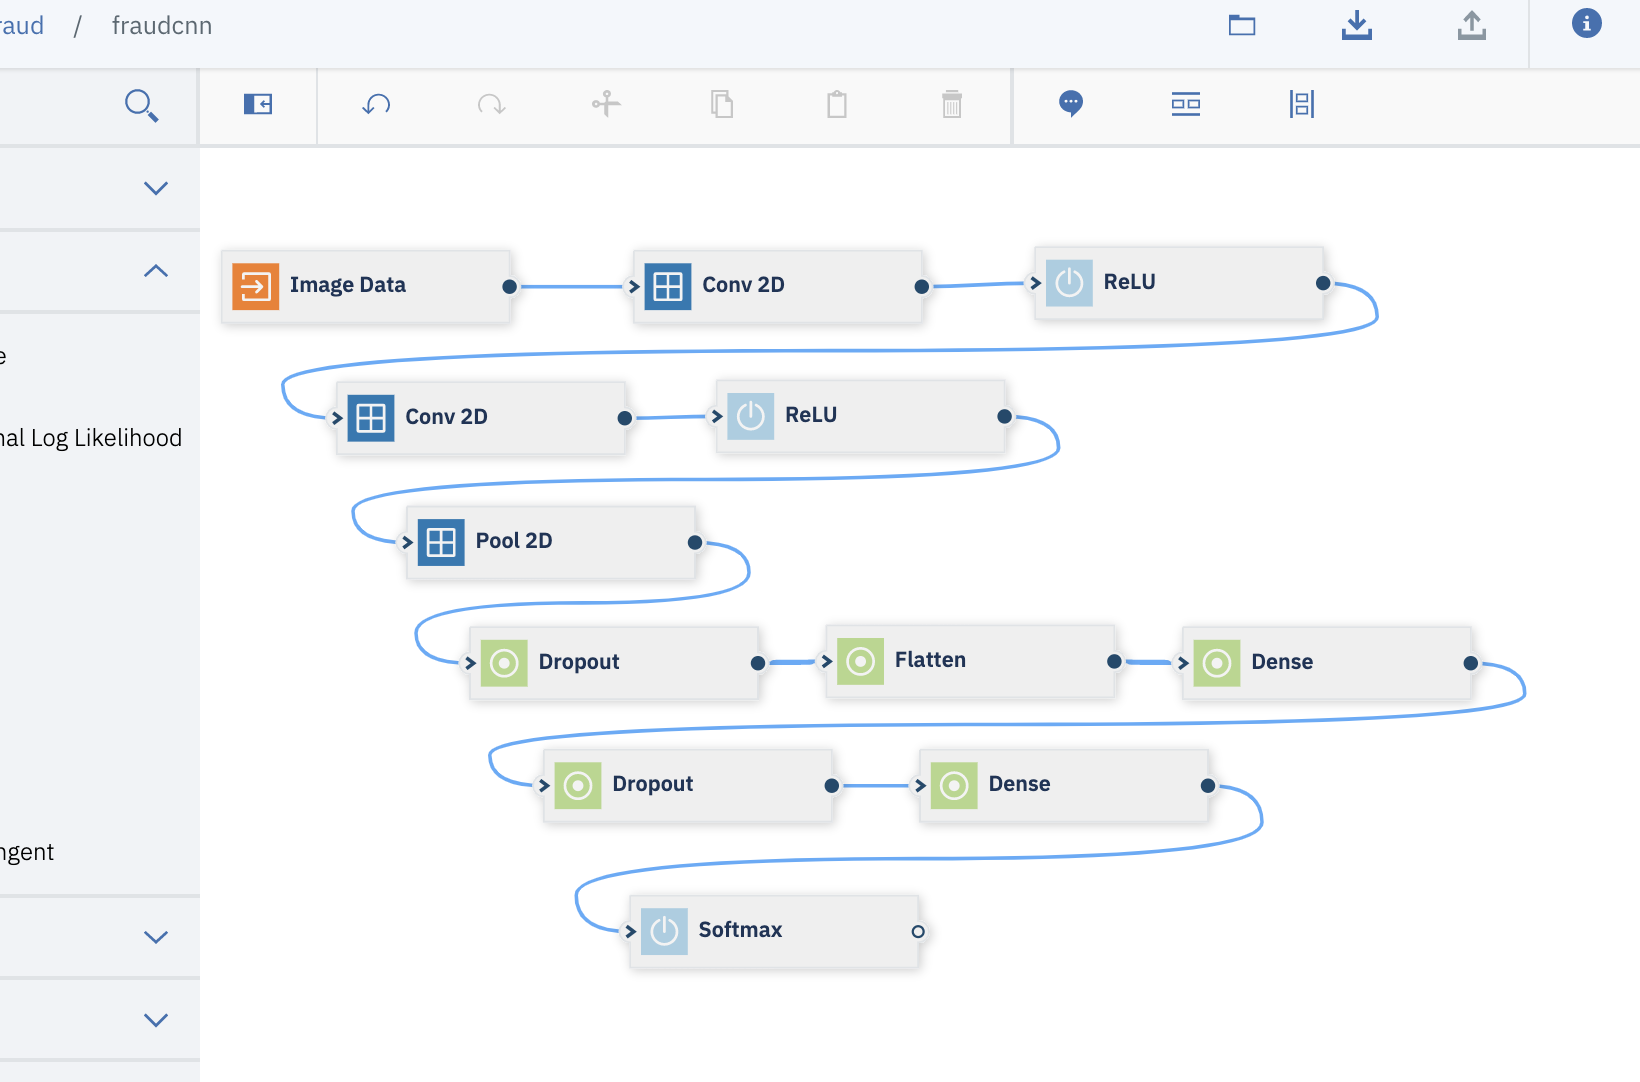 raud / fraudcnn
Image Data
Conv 2D
ReLU
Conv 2D
ReLU
Pool 2D
Dropout
Flatten
Dense
Dropout
Dense
Softmax
e
nal Log Likelihood
ngent